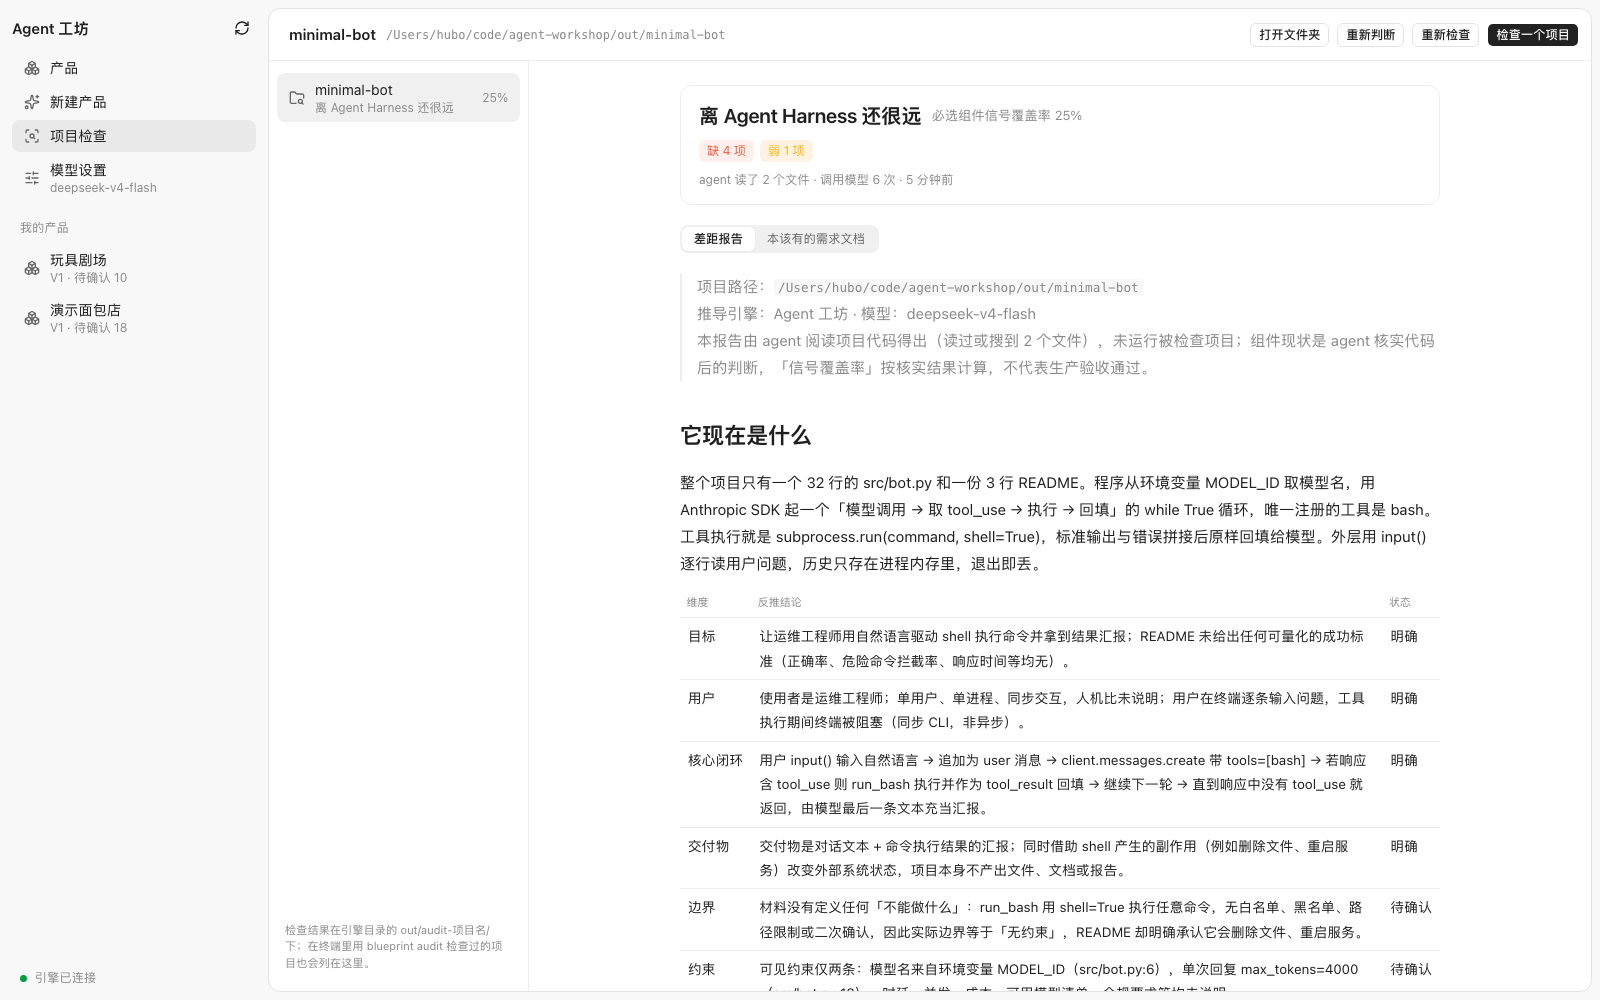 Agent 工坊
产品
新建产品
项目检查
模型设置
deepseek-v4-flash
我的产品
玩具剧场
V1 · 待确认 10
演示面包店
V1 · 待确认 18
引擎已连接
minimal-bot /Users/hubo/code/agent-workshop/out/minimal-bot
打开文件夹 重新判断 重新检查 检查一个项目
minimal-bot
离 Agent Harness 还很远
25%
检查结果在引擎目录的 out/audit-项目名/
下；在终端里用 blueprint audit 检查过的项
目也会列在这里。
离 Agent Harness 还很远 必选组件信号覆盖率 25%
缺 4 项 弱 1 项
agent 读了 2 个文件 · 调用模型 6 次 · 5 分钟前
差距报告 本该有的需求文档
项目路径： /Users/hubo/code/agent-workshop/out/minimal-bot
推导引擎：Agent 工坊 · 模型：deepseek-v4-flash
本报告由 agent 阅读项目代码得出（读过或搜到 2 个文件），未运行被检查项目；组件现状是 agent 核实代码
后的判断，「信号覆盖率」按核实结果计算，不代表生产验收通过。
它现在是什么
整个项目只有一个 32 行的 src/bot.py 和一份 3 行 README。程序从环境变量 MODEL_ID 取模型名，用
Anthropic SDK 起一个「模型调用 → 取 tool_use → 执行 → 回填」的 while True 循环，唯一注册的工具是 bash。
工具执行就是 subprocess.run(command, shell=True)，标准输出与错误拼接后原样回填给模型。外层用 input()
逐行读用户问题，历史只存在进程内存里，退出即丢。
维度 反推结论 状态
目标 让运维工程师用自然语言驱动 shell 执行命令并拿到结果汇报；README 未给出任何可量化的成功标 明确
准（正确率、危险命令拦截率、响应时间等均无）。
用户 使用者是运维工程师；单用户、单进程、同步交互，人机比未说明；用户在终端逐条输入问题，工具 明确
执行期间终端被阻塞（同步 CLI，非异步）。
核心闭环 用户 input() 输入自然语言 → 追加为 user 消息 → client.messages.create 带 tools=[bash] → 若响应 明确
含 tool_use 则 run_bash 执行并作为 tool_result 回填 → 继续下一轮 → 直到响应中没有 tool_use 就
返回，由模型最后一条文本充当汇报。
交付物 交付物是对话文本 + 命令执行结果的汇报；同时借助 shell 产生的副作用（例如删除文件、重启服 明确
务）改变外部系统状态，项目本身不产出文件、文档或报告。
边界 材料没有定义任何「不能做什么」：run_bash 用 shell=True 执行任意命令，无白名单、黑名单、路 待确认
径限制或二次确认，因此实际边界等于「无约束」，README 却明确承认它会删除文件、重启服务。
约束 可见约束仅两条：模型名来自环境变量 MODEL_ID（src/bot.py:6），单次回复 max_tokens=4000 待确认